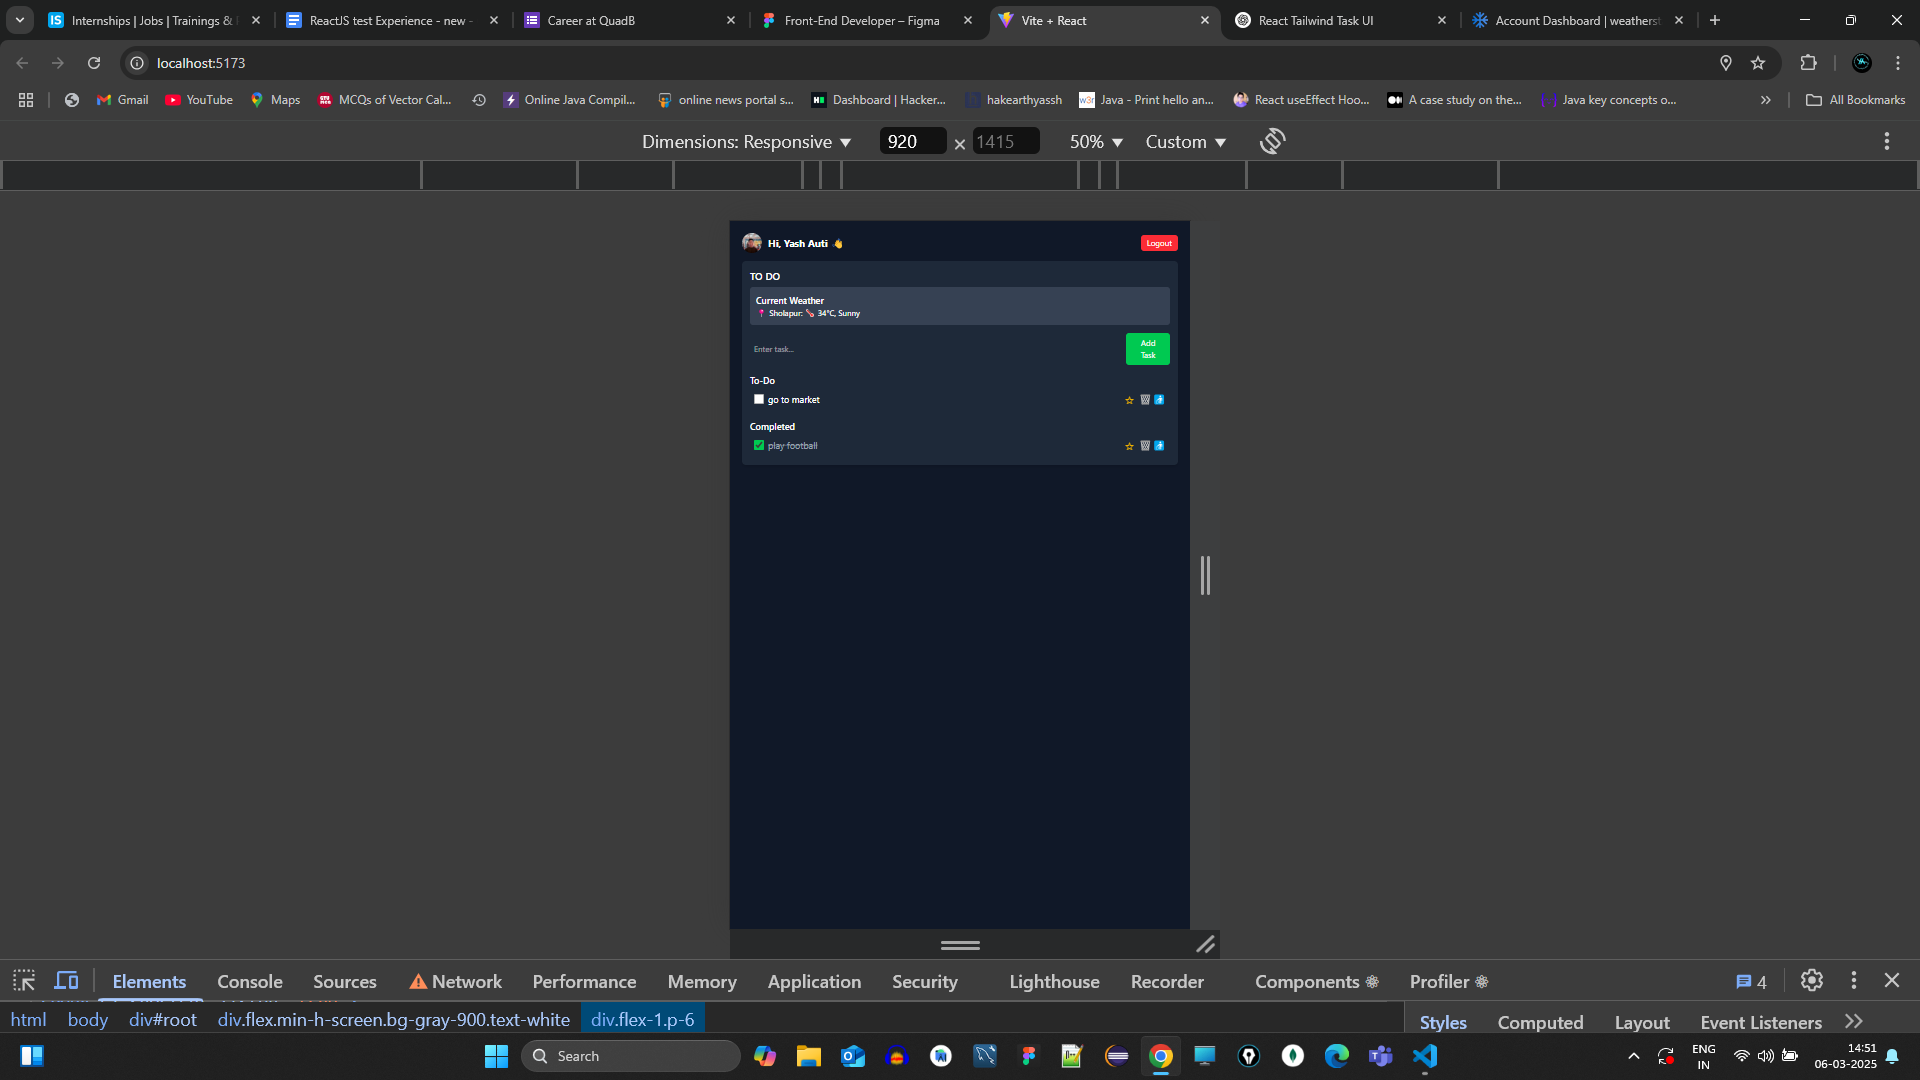 Internships | Jobs | Trainings &
ReactJS test Experience - new -
Career at QuadB
Front-End Developer – Figma
Vite + React
React Tailwind Task UI
Account Dashboard | weatherst
localhost:5173
Gmail
YouTube
Maps
MCQs of Vector Cal...
Online Java Compil...
online news portal s...
Dashboard | Hacker...
hakearthyassh
Java - Print hello an...
React useEffect Hoo...
A case study on the...
Java key concepts o...
All Bookmarks
Dimensions: Responsive
920
×
1415
50%
Custom
Hi, Yash Auti 👋
Logout
TO DO
Current Weather
📍 Sholapur: 🌡️ 34°C, Sunny
Enter task...
Add
Task
To-Do
go to market
Completed
play football
Elements
Console
Sources
Network
Performance
Memory
Application
Security
Lighthouse
Recorder
Components
Profiler
4
html
body
div#root
div.flex.min-h-screen.bg-gray-900.text-white
div.flex-1.p-6
Styles
Computed
Layout
Event Listeners
Search
ENG
IN
14:51
06-03-2025